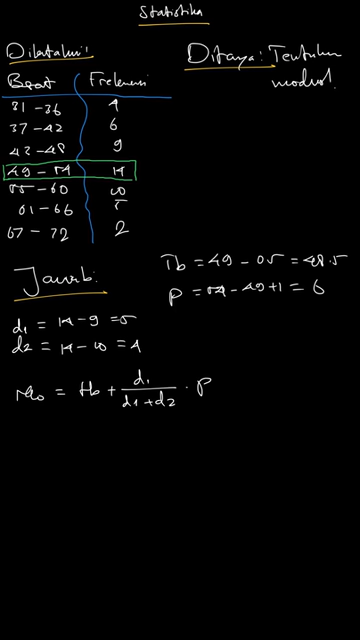 Statistika
Diketahui:
Ditanya: Tentukan modus!
Berat Frekuensi
31 - 36 4
37 - 42 6
43 - 48 9
49 - 54 14
55 - 60 10
61 - 66 5
67 - 72 2
Jawab:
Tb = 49 - 0.5 = 48.5
P = 54 - 49 + 1 = 6
d1 = 14 - 9 = 5
d2 = 14 - 10 = 4
Mo = tb + d1 / d1 + d2 . P